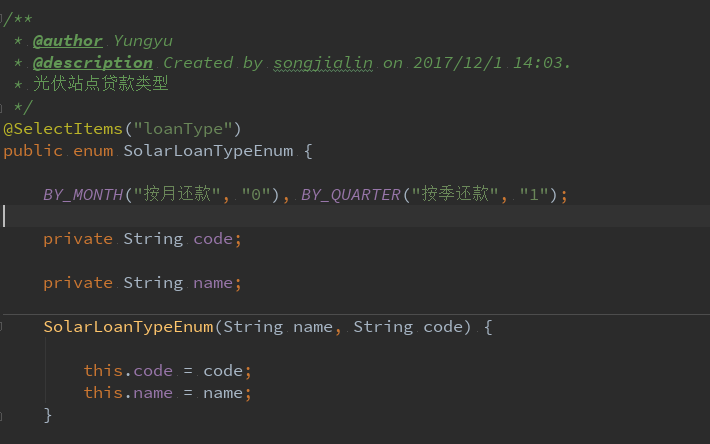 /**
 * @author Yungyu
 * @description Created by songjialin on 2017/12/1 14:03.
 * 光伏站点贷款类型
 */
@SelectItems("loanType")
public enum SolarLoanTypeEnum {
BY_MONTH("按月还款", "0"), BY_QUARTER("按季还款", "1");
private String code;
private String name;
SolarLoanTypeEnum(String name, String code) {
this.code = code;
this.name = name;
}